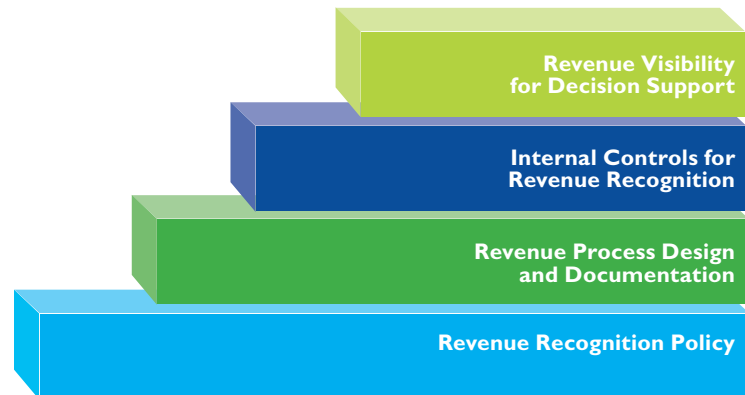 Revenue Visibility
for Decision Support
Internal Controls for
Revenue Recognition
Revenue Process Design
and Documentation
Revenue Recognition Policy